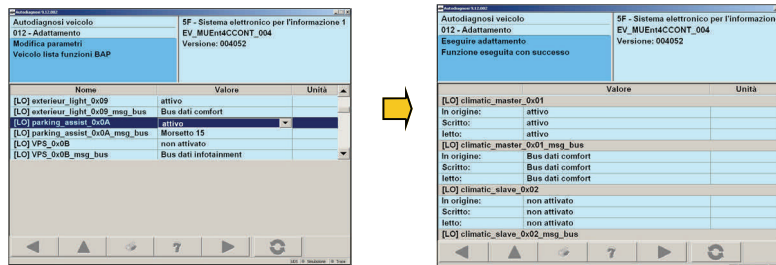 Autodiagnosi veicolo
012 - Adattamento
Modifica parametri
Veicolo lista funzioni BAP
5F - Sistema elettronico per l'informazione 1
EV_MUEnt4CCONT_004
Versione: 004052
Nome Valore Unità
[LO] exterieur_light_0x09 attivo
[LO] exterieur_light_0x09_msg_bus Bus dati comfort
[LO] parking_assist_0x0A attivo
[LO] parking_assist_0x0A_msg_bus Morsetto 15
[LO] VPS_0x0B non attivato
[LO] VPS_0x0B_msg_bus Bus dati infotainment
Autodiagnosi veicolo
012 - Adattamento
Eseguire adattamento
Funzione eseguita con successo
5F - Sistema elettronico per l'informazion
EV_MUEnt4CCONT_004
Versione: 004052
Valore Unità
[LO] climatic_master_0x01
In origine: attivo
Scritto: attivo
letto: attivo
[LO] climatic_master_0x01_msg_bus
In origine: Bus dati comfort
Scritto: Bus dati comfort
letto: Bus dati comfort
[LO] climatic_slave_0x02
In origine: non attivato
Scritto: non attivato
letto: non attivato
[LO] climatic_slave_0x02_msg_bus